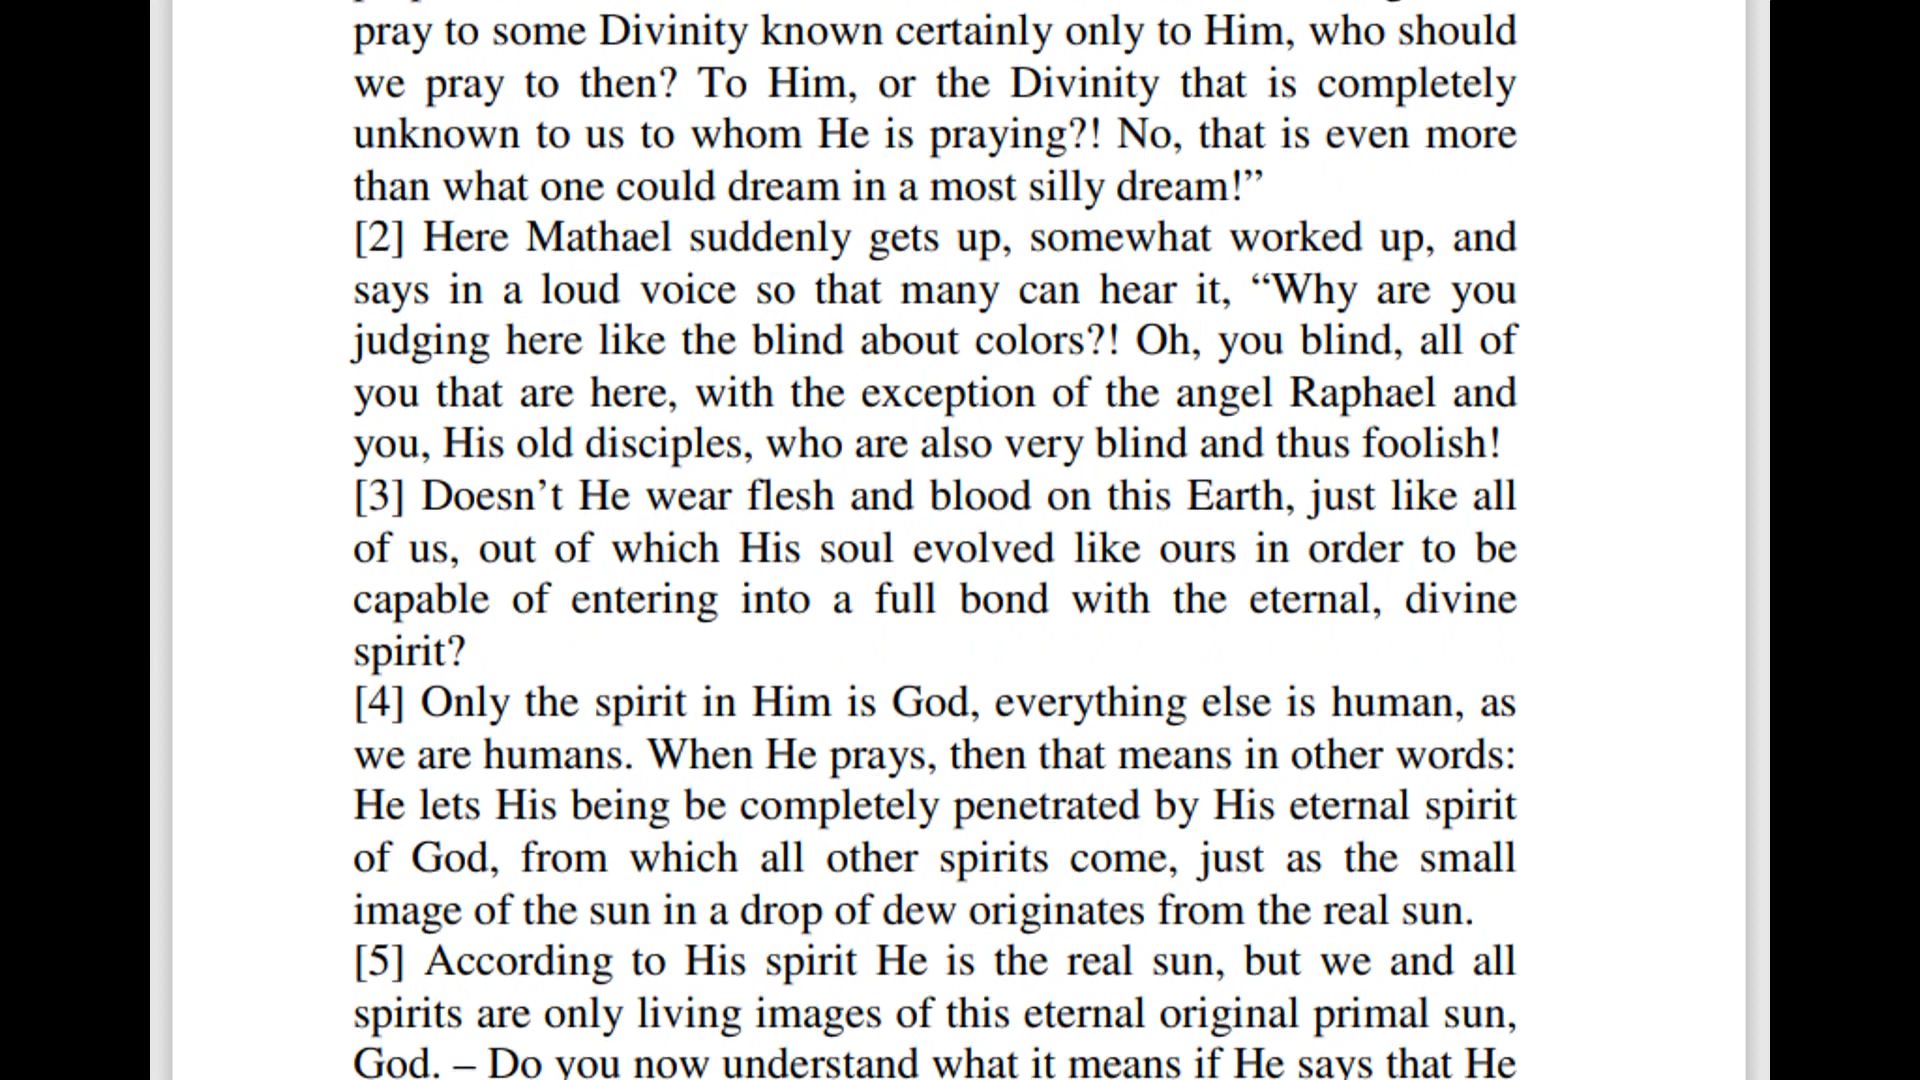 pray to some Divinity known certainly only to Him, who should
we pray to then? To Him, or the Divinity that is completely
unknown to us to whom He is praying?! No, that is even more
than what one could dream in a most silly dream!”
[2] Here Mathael suddenly gets up, somewhat worked up, and
says in a loud voice so that many can hear it, “Why are you
judging here like the blind about colors?! Oh, you blind, all of
you that are here, with the exception of the angel Raphael and
you, His old disciples, who are also very blind and thus foolish!
[3] Doesn’t He wear flesh and blood on this Earth, just like all
of us, out of which His soul evolved like ours in order to be
capable of entering into a full bond with the eternal, divine
spirit?
[4] Only the spirit in Him is God, everything else is human, as
we are humans. When He prays, then that means in other words:
He lets His being be completely penetrated by His eternal spirit
of God, from which all other spirits come, just as the small
image of the sun in a drop of dew originates from the real sun.
[5] According to His spirit He is the real sun, but we and all
spirits are only living images of this eternal original primal sun,
God. – Do you now understand what it means if He says that He